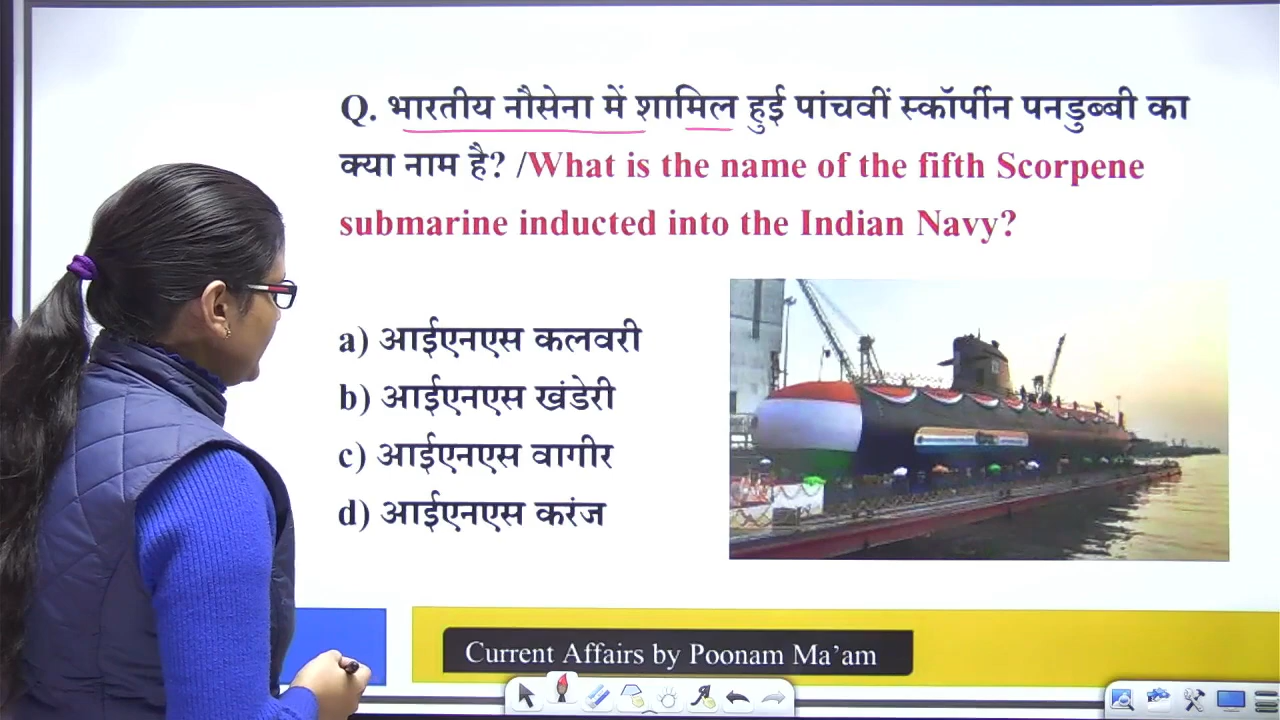 Q. भारतीय नौसेना में शामिल हुई पांचवीं स्कॉर्पीन पनडुब्बी का
क्या नाम है? /What is the name of the fifth Scorpene
submarine inducted into the Indian Navy?
a) आईएनएस कलवरी
b) आईएनएस खंडेरी
c) आईएनएस वागीर
d) आईएनएस करंज
Current Affairs by Poonam Ma'am